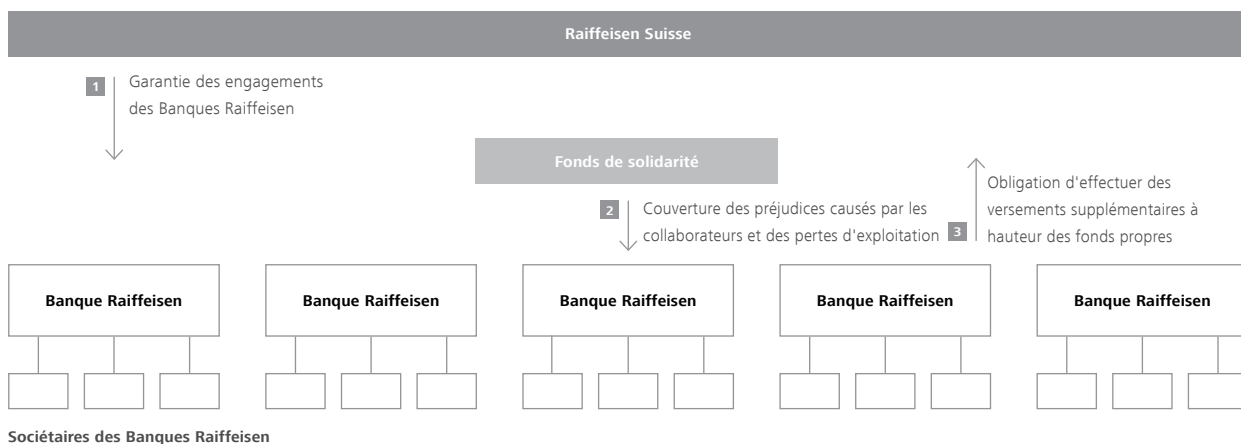 Raiffeisen Suisse
1
Garantie des engagements
des Banques Raiffeisen
Fonds de solidarité
2
Couverture des préjudices causés par les
collaborateurs et des pertes d'exploitation
3
Obligation d'effectuer des
versements supplémentaires à
hauteur des fonds propres
Banque Raiffeisen
Banque Raiffeisen
Banque Raiffeisen
Banque Raiffeisen
Banque Raiffeisen
Sociétaires des Banques Raiffeisen